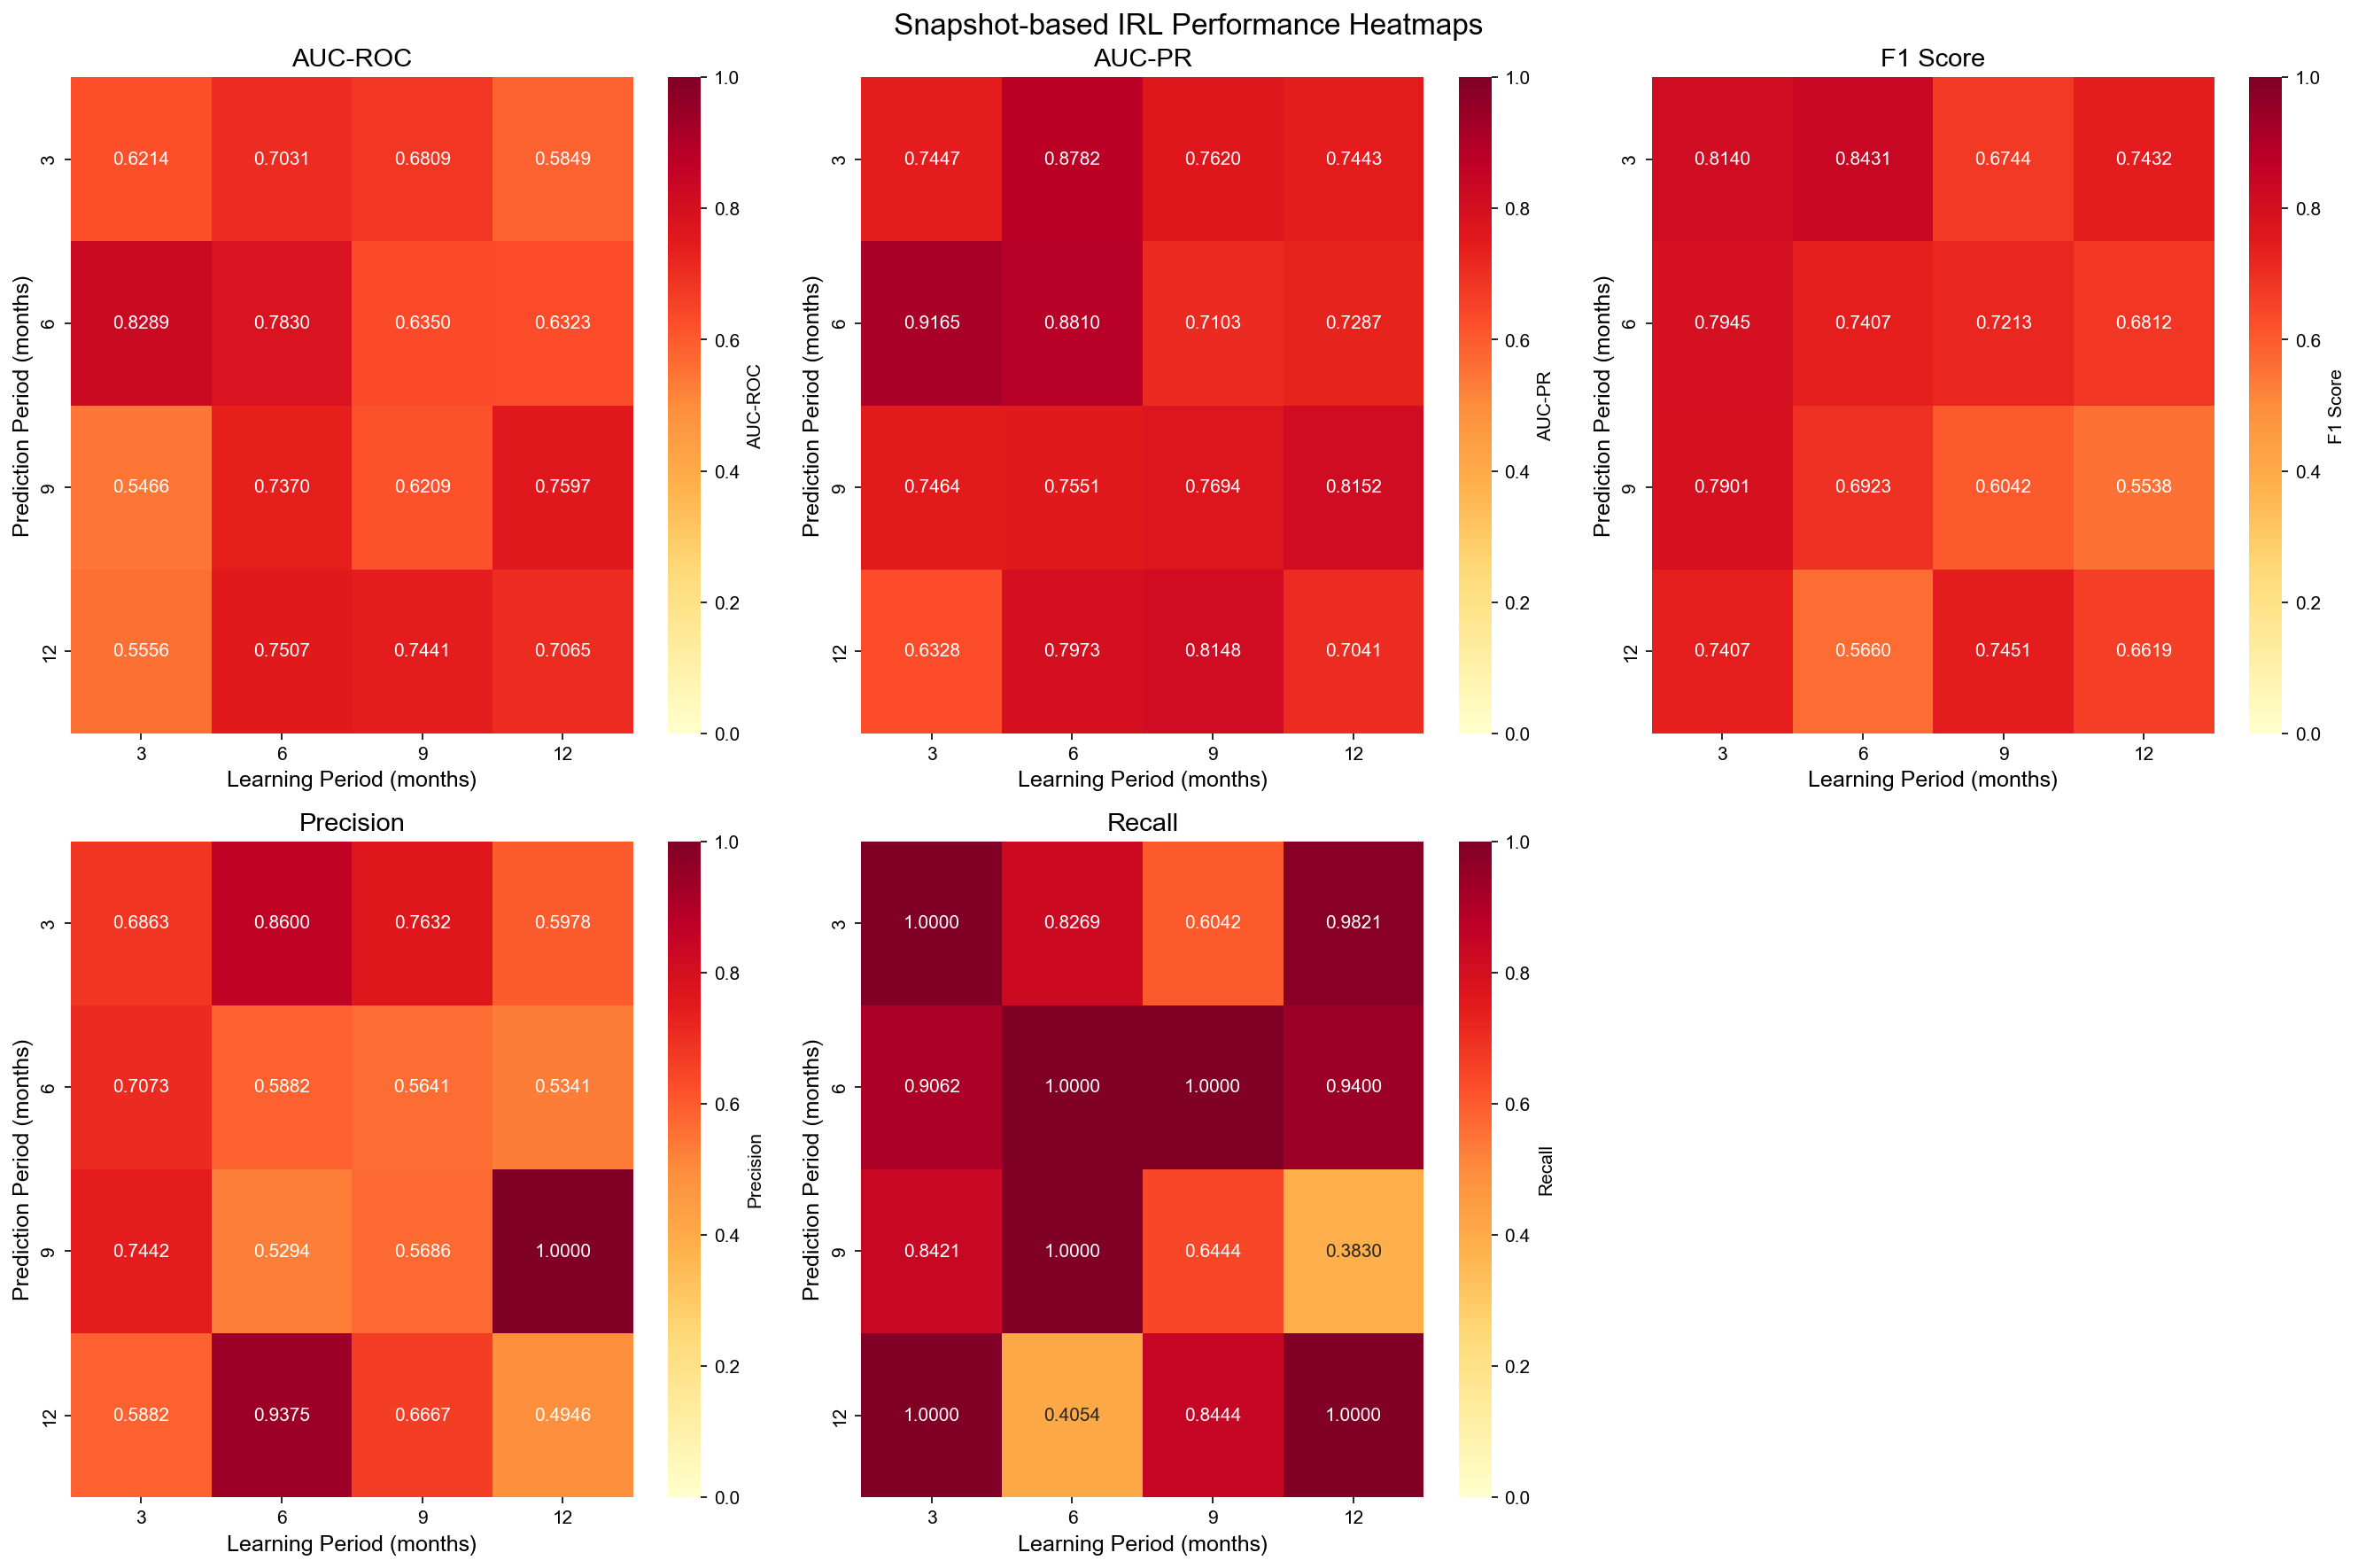 Snapshot-based IRL Performance Heatmaps
AUC-ROC
3 0.6214 0.7031 0.6809 0.5849
6 0.8289 0.7830 0.6350 0.6323
9 0.5466 0.7370 0.6209 0.7597
12 0.5556 0.7507 0.7441 0.7065
3 6 9 12
Learning Period (months)
Prediction Period (months)
1.0
0.8
0.6
0.4
0.2
0.0
AUC-ROC
AUC-PR
3 0.7447 0.8782 0.7620 0.7443
6 0.9165 0.8810 0.7103 0.7287
9 0.7464 0.7551 0.7694 0.8152
12 0.6328 0.7973 0.8148 0.7041
3 6 9 12
Learning Period (months)
Prediction Period (months)
1.0
0.8
0.6
0.4
0.2
0.0
AUC-PR
F1 Score
3 0.8140 0.8431 0.6744 0.7432
6 0.7945 0.7407 0.7213 0.6812
9 0.7901 0.6923 0.6042 0.5538
12 0.7407 0.5660 0.7451 0.6619
3 6 9 12
Learning Period (months)
Prediction Period (months)
1.0
0.8
0.6
0.4
0.2
0.0
F1 Score
Precision
3 0.6863 0.8600 0.7632 0.5978
6 0.7073 0.5882 0.5641 0.5341
9 0.7442 0.5294 0.5686 1.0000
12 0.5882 0.9375 0.6667 0.4946
3 6 9 12
Learning Period (months)
Prediction Period (months)
1.0
0.8
0.6
0.4
0.2
0.0
Precision
Recall
3 1.0000 0.8269 0.6042 0.9821
6 0.9062 1.0000 1.0000 0.9400
9 0.8421 1.0000 0.6444 0.3830
12 1.0000 0.4054 0.8444 1.0000
3 6 9 12
Learning Period (months)
Prediction Period (months)
1.0
0.8
0.6
0.4
0.2
0.0
Recall